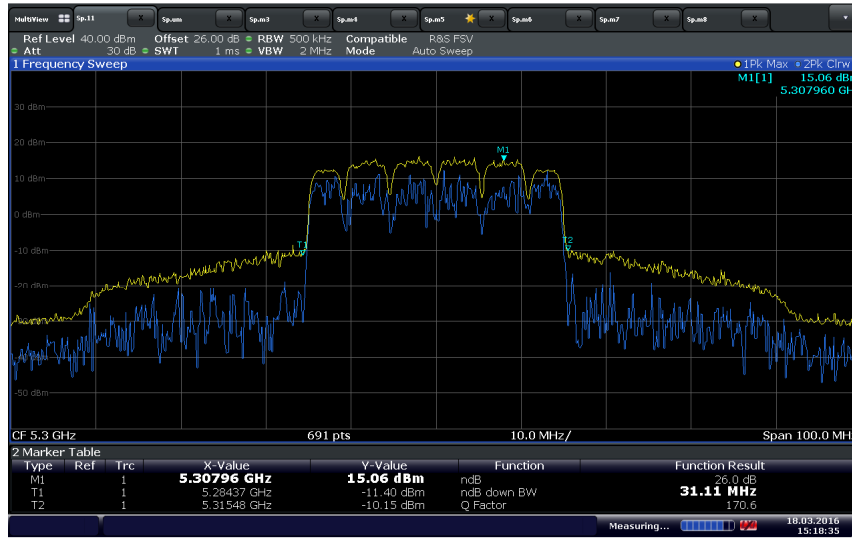 MultiView Sp.11 X Sp.um X Sp.m3 X Sp.m4 X Sp.m5 X Sp.m6 X Sp.m7 X Sp.m8 X
Ref Level 40.00 dBm Offset 26.00 dB RBW 500 kHz Compatible R&S FSV
Att 30 dB SWT 1 ms VBW 2 MHz Mode Auto Sweep
1 Frequency Sweep 1Pk Max 2Pk Clrw
M1[1] 15.06 dBm
5.307960 GH
30 dBm
20 dBm
M1
10 dBm
0 dBm
T1 T2
-10 dBm
-20 dBm
-50 dBm
CF 5.3 GHz 691 pts 10.0 MHz/ Span 100.0 MH
2 Marker Table
Type Ref Trc X-Value Y-Value Function Function Result
M1 1 5.30796 GHz 15.06 dBm ndB 26.0 dB
T1 1 5.28437 GHz -11.40 dBm ndB down BW 31.11 MHz
T2 1 5.31548 GHz -10.15 dBm Q Factor 170.6
Measuring... 18.03.2016
15:18:35